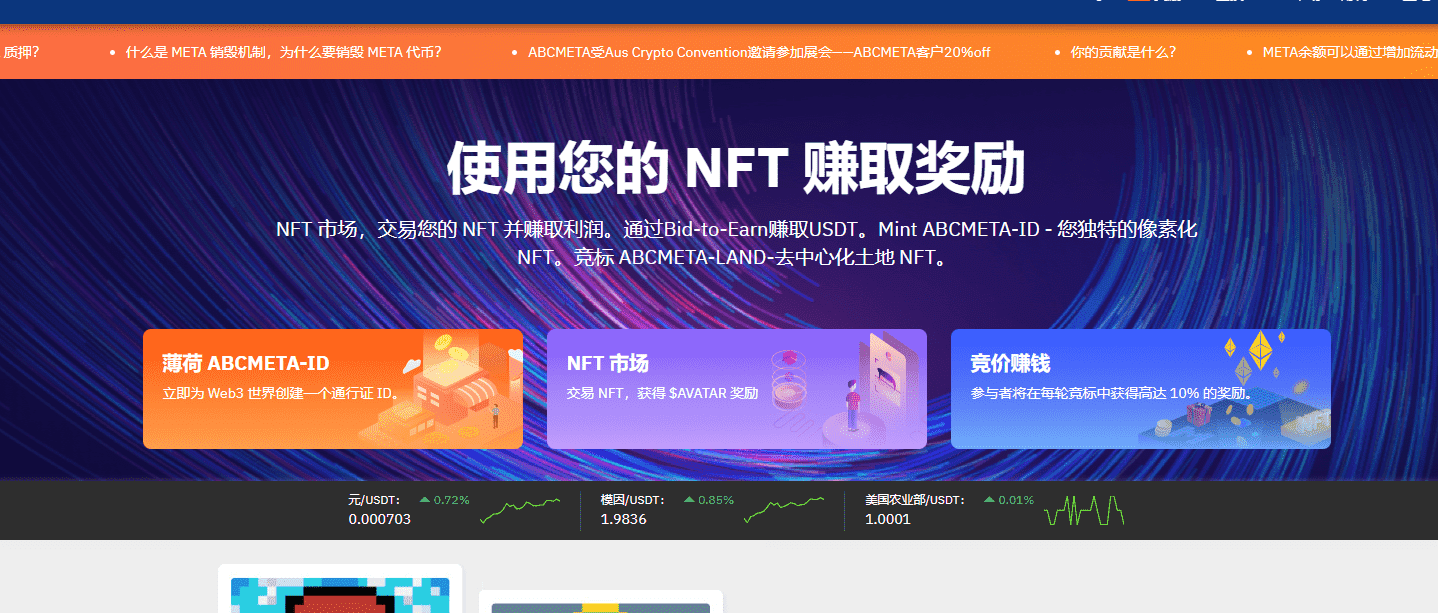 质押？
• 什么是 META 销毁机制，为什么要销毁 META 代币？
• ABCMETA受Aus Crypto Convention邀请参加展会——ABCMETA客户20%off
• 你的贡献是什么？
• META余额可以通过增加流动
使用您的 NFT 赚取奖励
NFT 市场，交易您的 NFT 并赚取利润。通过Bid-to-Earn赚取USDT。Mint ABCMETA-ID - 您独特的像素化
NFT。竞标 ABCMETA-LAND-去中心化土地 NFT。
薄荷 ABCMETA-ID
立即为 Web3 世界创建一个通行证 ID。
NFT 市场
交易 NFT，获得 $AVATAR 奖励
竞价赚钱
参与者将在每轮竞标中获得高达 10% 的奖励。
元/USDT： 0.72%
0.000703
模因/USDT： 0.85%
1.9836
美国农业部/USDT： 0.01%
1.0001